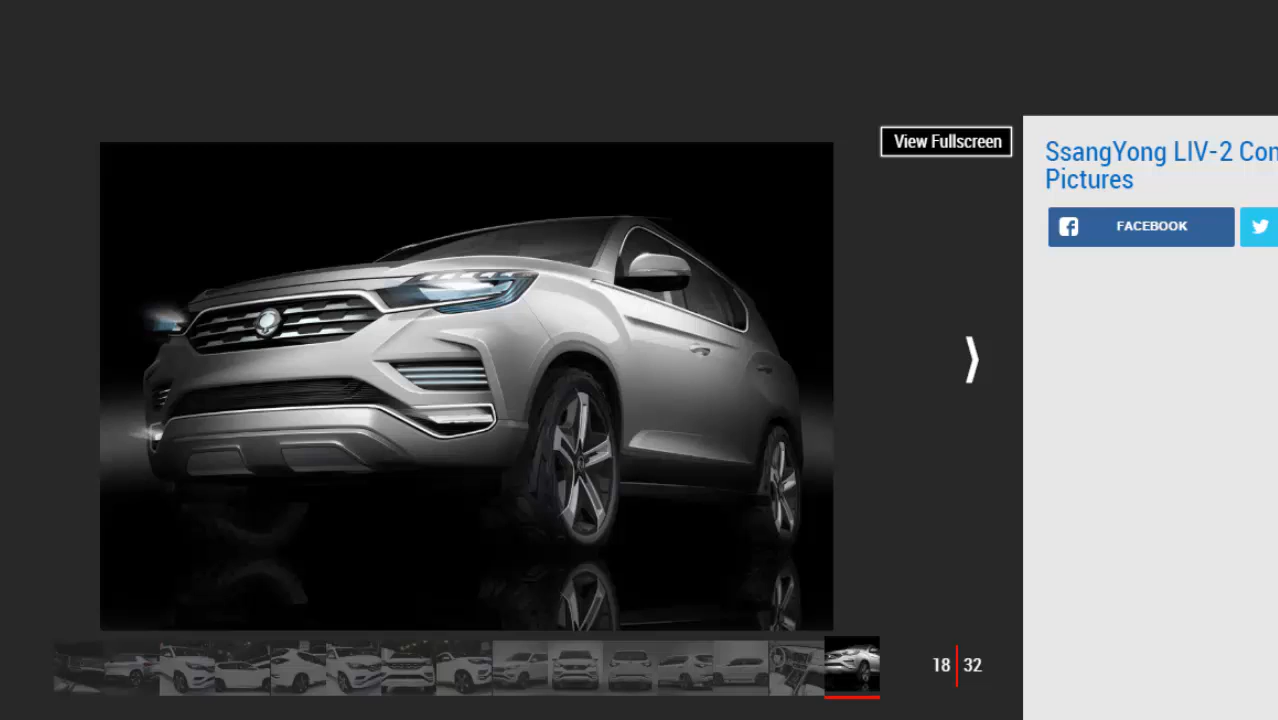 View Fullscreen
SsangYong LIV-2 Con
Pictures
FACEBOOK
18 32